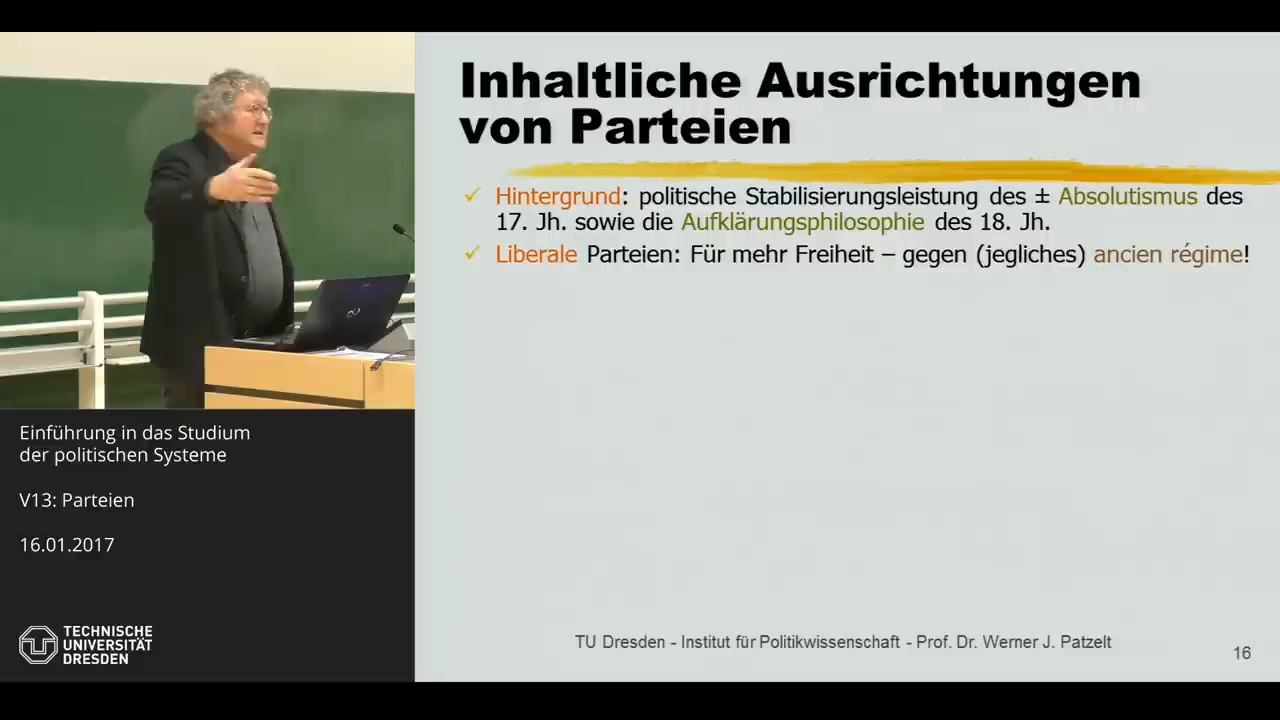 Inhaltliche Ausrichtungen
von Parteien
✓ Hintergrund: politische Stabilisierungsleistung des ± Absolutismus des
17. Jh. sowie die Aufklärungsphilosophie des 18. Jh.
✓ Liberale Parteien: Für mehr Freiheit – gegen (jegliches) ancien régime!
Einführung in das Studium
der politischen Systeme
V13: Parteien
16.01.2017
TECHNISCHE
UNIVERSITÄT
DRESDEN
TU Dresden - Institut für Politikwissenschaft - Prof. Dr. Werner J. Patzelt
16